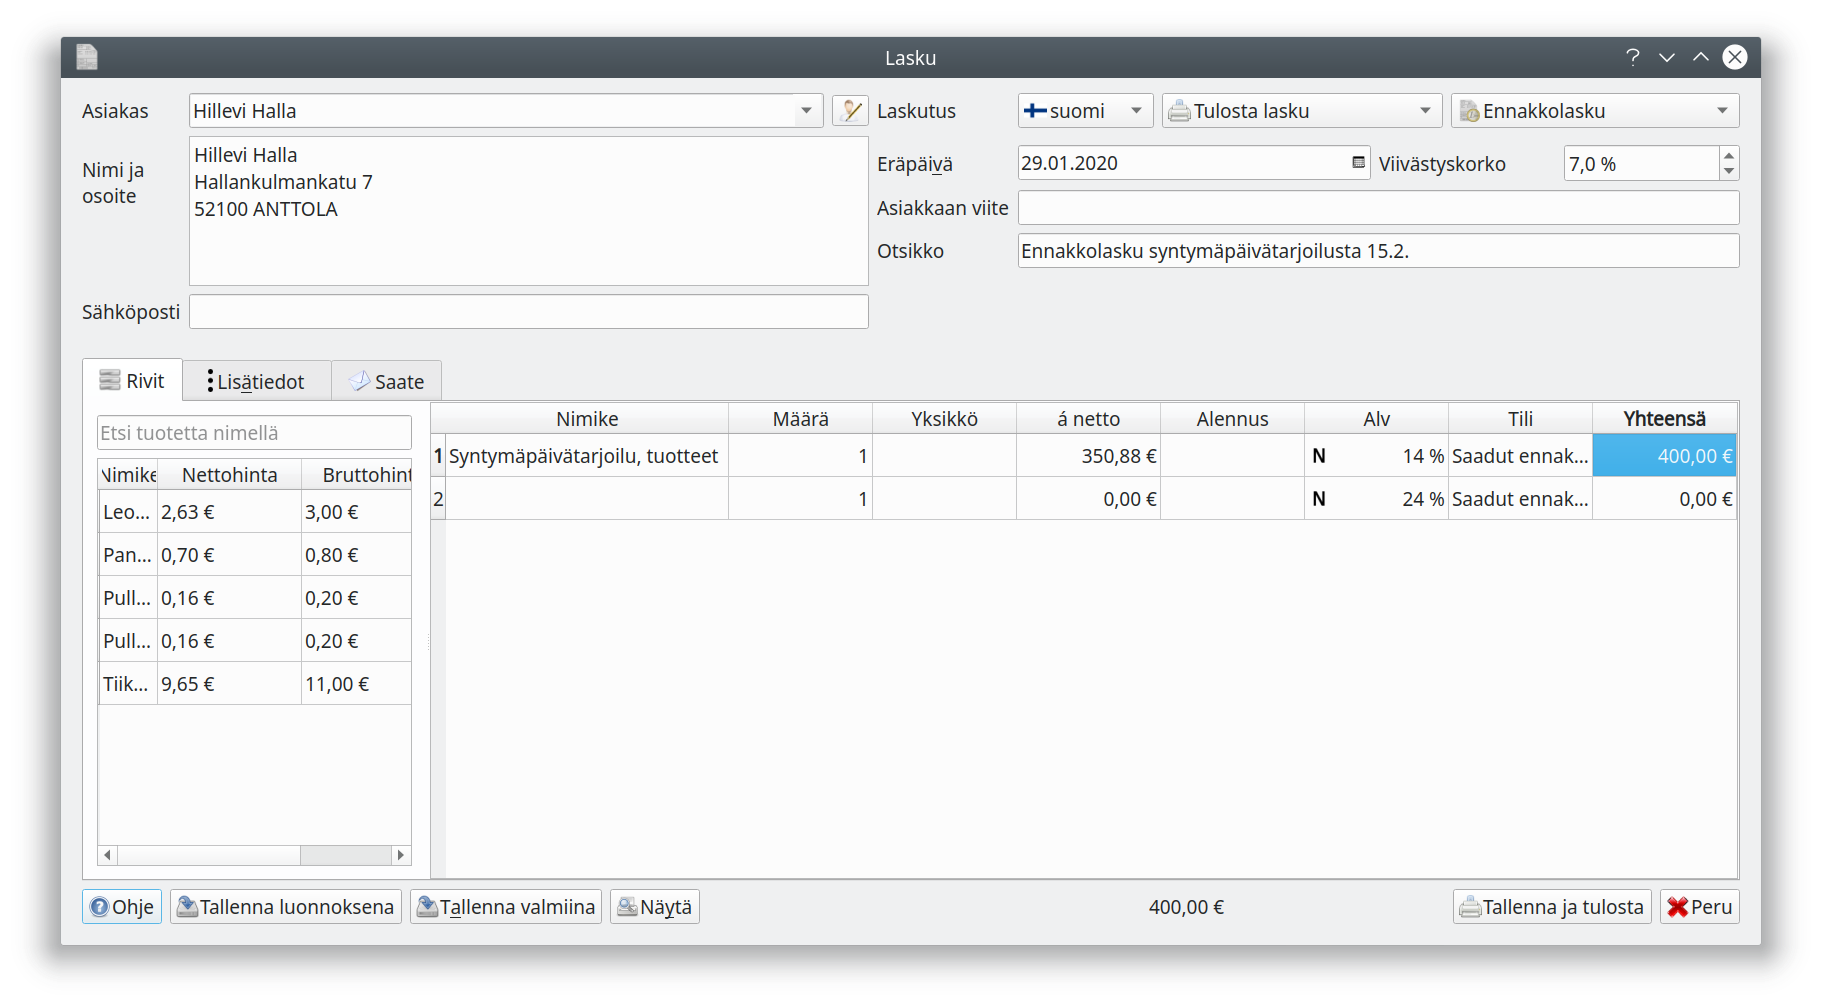 Lasku
Asiakas Hillevi Halla Laskutus suomi Tulosta lasku Ennakkolasku
Nimi ja osoite
Hillevi Halla
Hallankulmankatu 7
52100 ANTTOLA
Eräpäivä 29.01.2020 Viivästyskorko 7,0 %
Asiakkaan viite
Otsikko Ennakkolasku syntymäpäivätarjoilusta 15.2.
Sähköposti
Rivit Lisätiedot Saate
Etsi tuotetta nimellä
Nimike Nettohinta Bruttohint
Leo... 2,63 € 3,00 €
Pan... 0,70 € 0,80 €
Pull... 0,16 € 0,20 €
Pull... 0,16 € 0,20 €
Tiik... 9,65 € 11,00 €
Nimike Määrä Yksikkö á netto Alennus Alv Tili Yhteensä
1 Syntymäpäivätarjoilu, tuotteet 1 350,88 € N 14 % Saadut ennak... 400,00 €
2 1 0,00 € N 24 % Saadut ennak... 0,00 €
Ohje Tallenna luonnoksena Tallenna valmiina Näytä 400,00 € Tallenna ja tulosta Peru